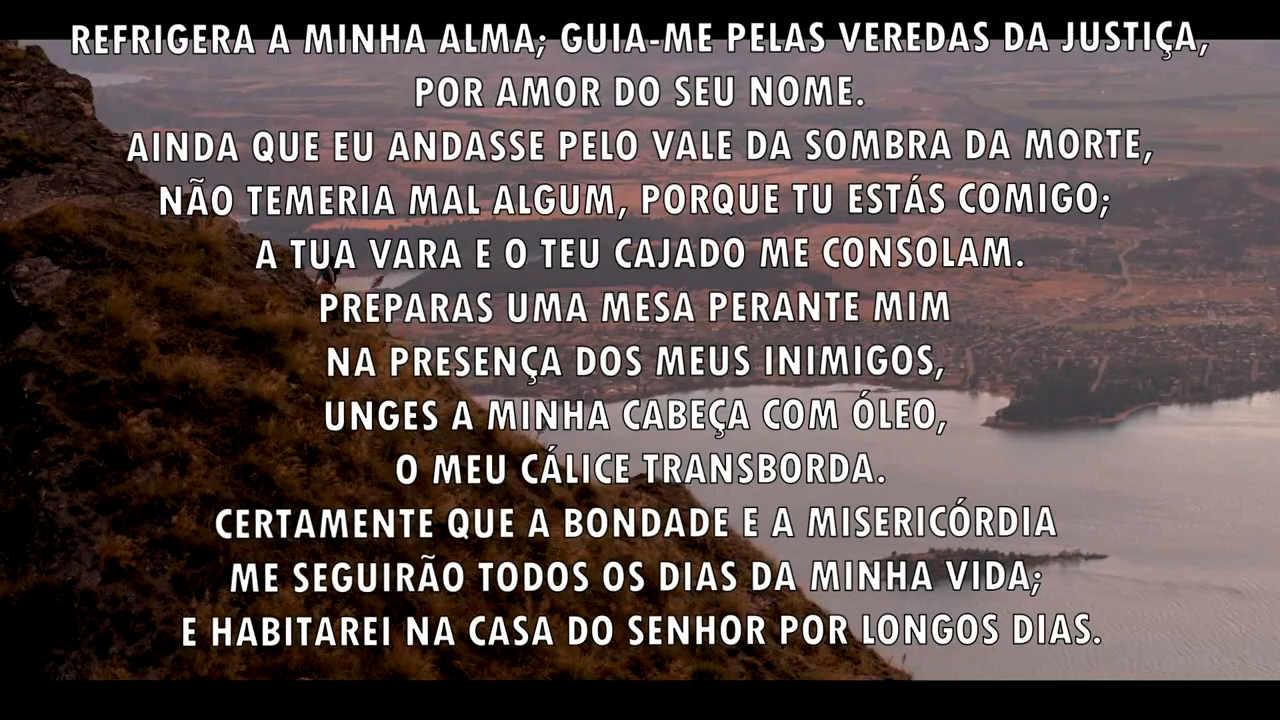 REFRIGERA A MINHA ALMA; GUIA-ME PELAS VEREDAS DA JUSTIÇA,
POR AMOR DO SEU NOME.
AINDA QUE EU ANDASSE PELO VALE DA SOMBRA DA MORTE,
NÃO TEMERIA MAL ALGUM, PORQUE TU ESTÁS COMIGO;
A TUA VARA E O TEU CAJADO ME CONSOLAM.
PREPARAS UMA MESA PERANTE MIM
NA PRESENÇA DOS MEUS INIMIGOS,
UNGES A MINHA CABEÇA COM ÓLEO,
O MEU CÁLICE TRANSBORDA.
CERTAMENTE QUE A BONDADE E A MISERICÓRDIA
ME SEGUIRÃO TODOS OS DIAS DA MINHA VIDA;
E HABITAREI NA CASA DO SENHOR POR LONGOS DIAS.